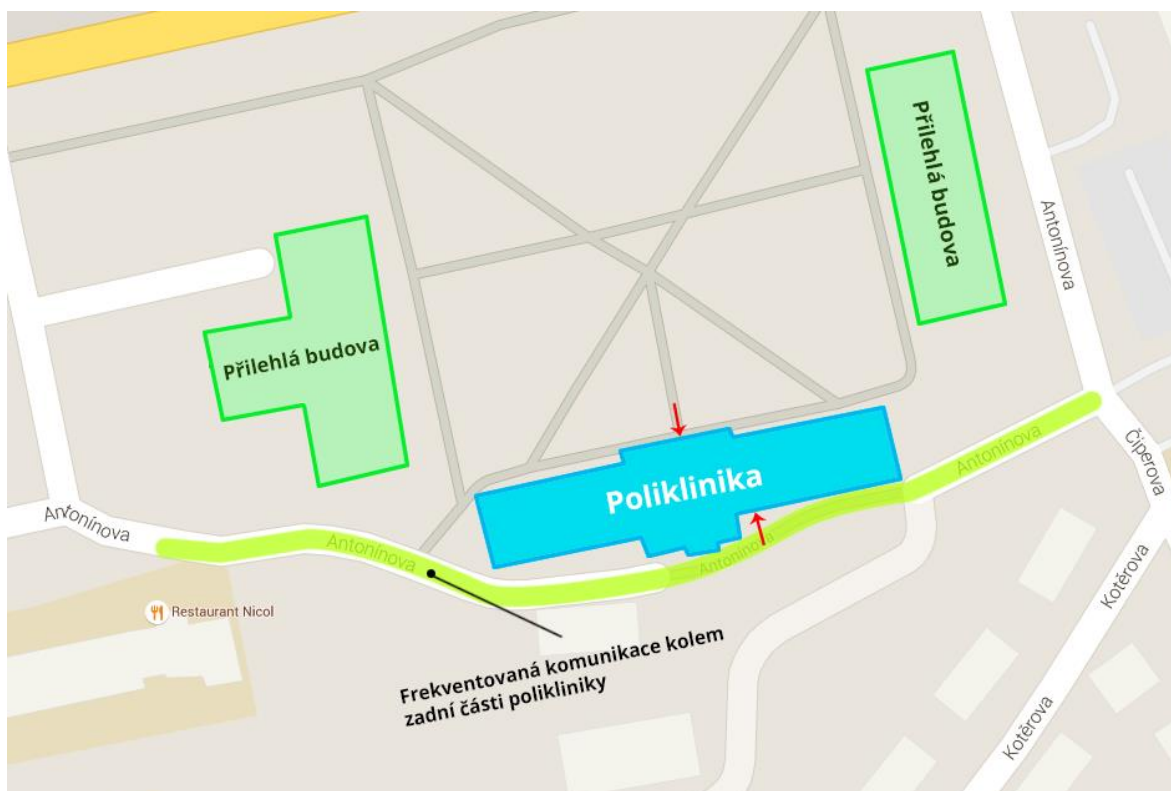 Přilehlá budova
Antonínova
Přilehlá budova
Poliklinika
Antonínova
Čiperova
Antonínova
Antonínova
Antonínova
Kotěrova
Restaurant Nicol
Frekventovaná komunikace kolem
zadní části polikliniky
Kotěrova